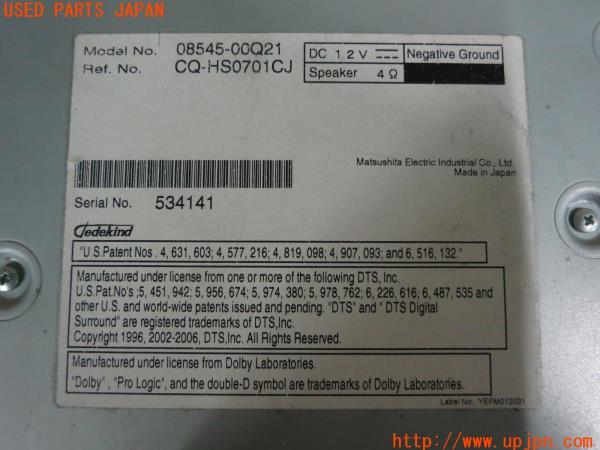 USED PARTS JAPAN
Model No. 08545-00Q21
Ref. No. CQ-HS0701CJ
DC 12V Negative Ground
Speaker 4Ω
Matsushita Electric Industrial Co., Ltd.
Made in Japan
Serial No. 534141
Jedekind
"U S.Patent Nos . 4, 631, 603; 4, 577, 216; 4, 819, 098; 4, 907, 093; and 6, 516, 132."
Manufactured under license from one or more of the following DTS, Inc.
U.S.Pat.No's ;5, 451, 942; 5, 956, 674; 5, 974, 380; 5, 978, 762; 6, 226, 616; 6, 487, 535 and
other U.S. and world-wide patents issued and pending. "DTS" and " DTS Digital
Surround" are registered trademarks of DTS,Inc.
Copyright 1996, 2002-2006, DTS,Inc, All Rights Reserved.
Manufactured under license from Dolby Laboratories.
"Dolby", "Pro Logic", and the double-D symbol are trademarks of Dolby Laboratories.
Label No. YEFM012031
http://www.upjpn.com/